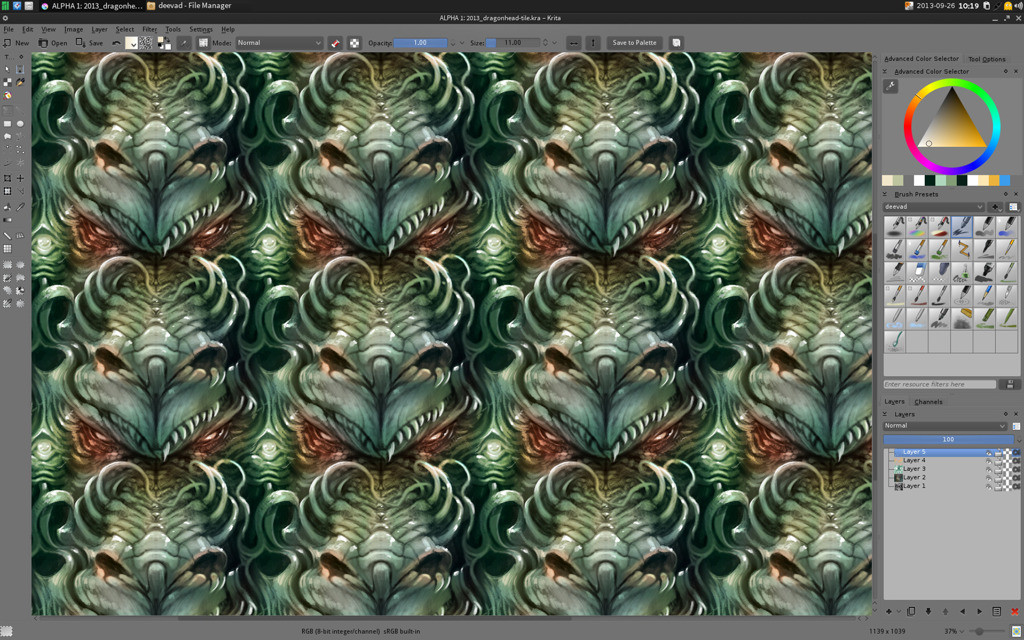 ALPHA 1: 2013_dragonhe... deevad - File Manager 2013-09-26 10:19
ALPHA 1: 2013_dragonhead-tile.kra – Krita
File Edit View Image Layer Select Filter Tools Settings Help
New Open Save Mode: Normal Opacity: 1.00 Size: 11.00 Save to Palette
Advanced Color Selector Tool Options
Advanced Color Selector
Brush Presets
deevad
Enter resource filters here
Layers Channels
Layers
Normal
100
Layer 5
Layer 4
Layer 3
Layer 2
Layer 1
RGB (8-bit integer/channel) sRGB built-in 1139 x 1039 37%